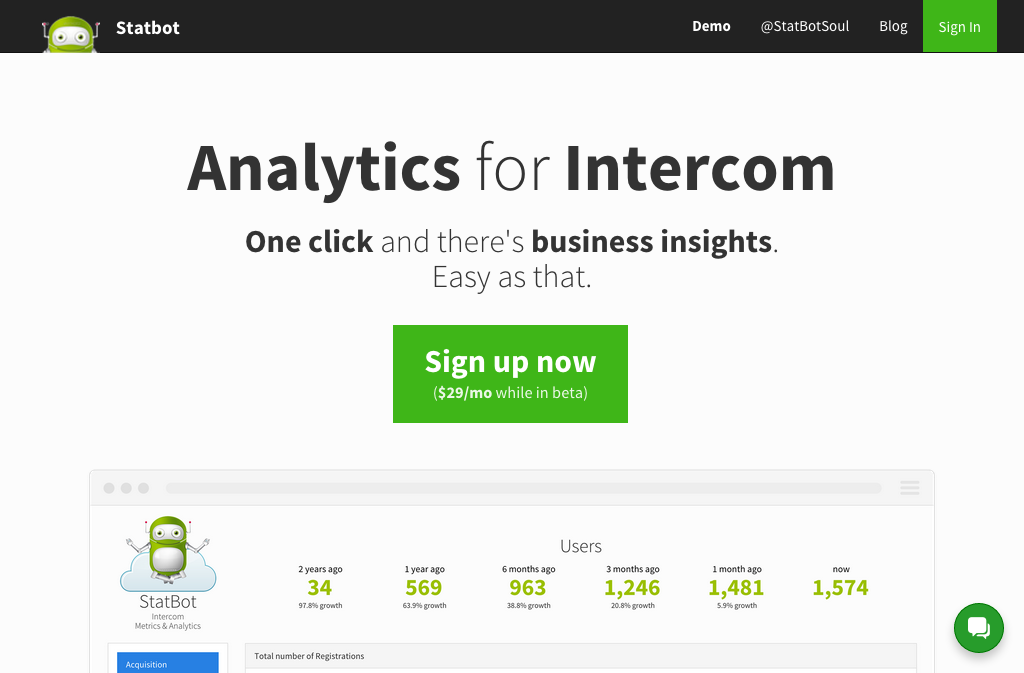 Statbot
Demo
@StatBotSoul
Blog
Sign In
Analytics for Intercom
One click and there's business insights.
Easy as that.
Sign up now
($29/mo while in beta)
StatBot
Intercom
Metrics & Analytics
Acquisition
Users
2 years ago 1 year ago 6 months ago 3 months ago 1 month ago now
34 569 963 1,246 1,481 1,574
97.8% growth 63.9% growth 38.8% growth 20.8% growth 5.9% growth
Total number of Registrations